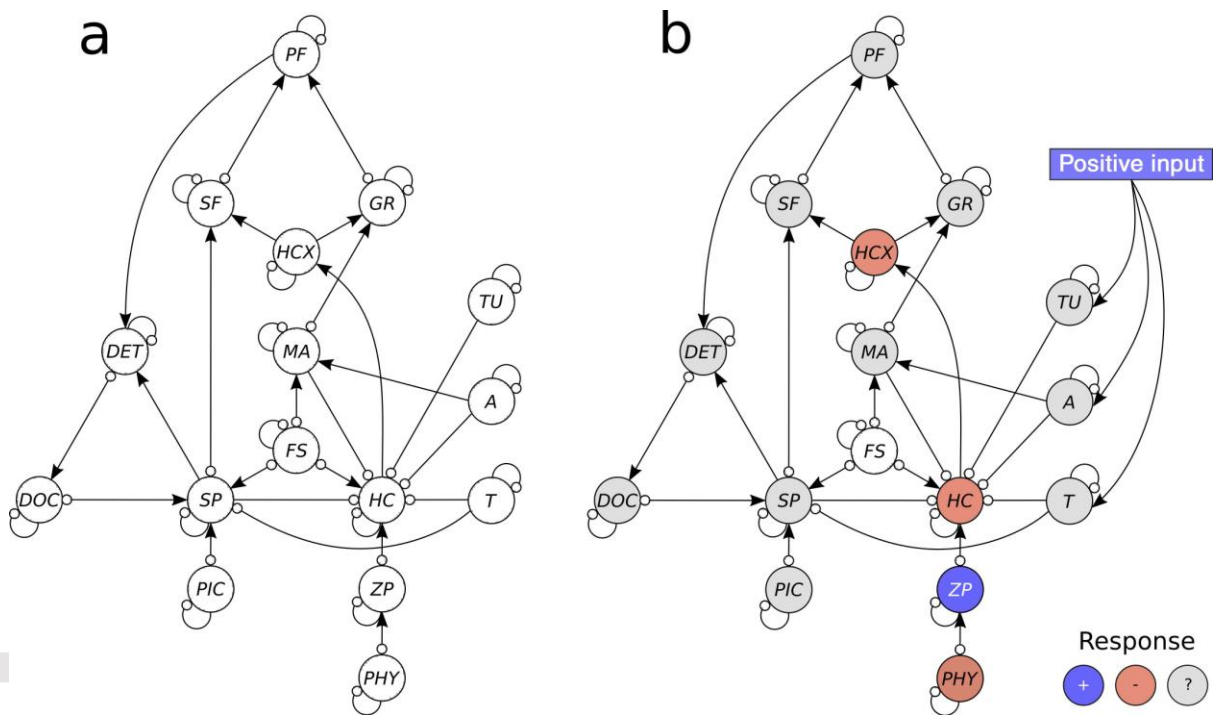 a
PF
SF
GR
HCX
TU
DET
MA
A
FS
DOC
SP
HC
T
PIC
ZP
PHY
b
PF
Positive input
SF
GR
HCX
TU
DET
MA
A
FS
DOC
SP
HC
T
PIC
ZP
PHY
Response
+ - ?